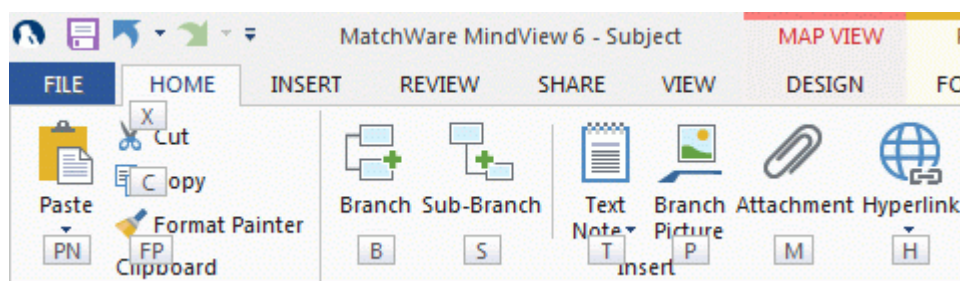 MatchWare MindView 6 - Subject MAP VIEW
FILE HOME INSERT REVIEW SHARE VIEW DESIGN FO
X
Cut
C opy
Paste Branch Sub-Branch Text Branch Attachment Hyperlink
Format Painter Note Picture
PN FP B S T P M H
Clipboard Insert